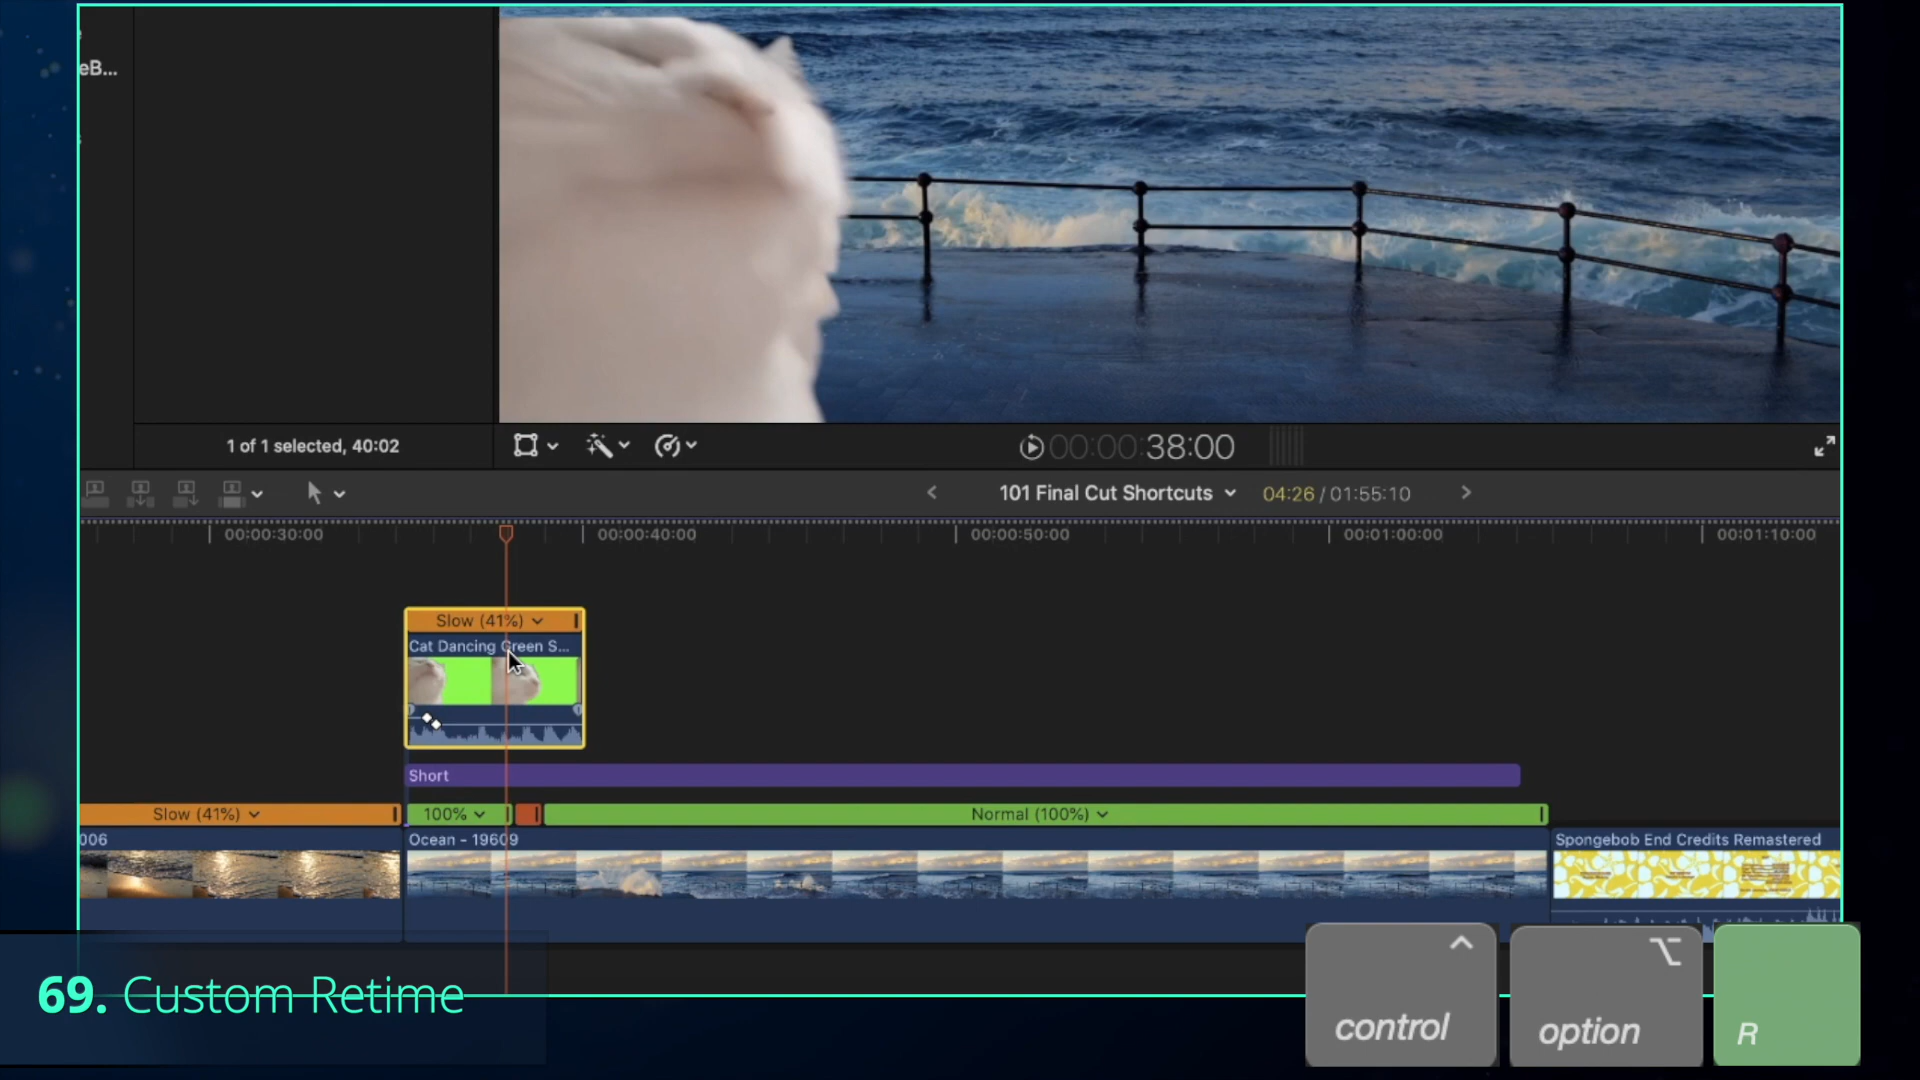 eB...
1 of 1 selected, 40:02
00:00:38:00
101 Final Cut Shortcuts
04:26 / 01:55:10
00:00:30:00
00:00:40:00
00:00:50:00
00:01:00:00
00:01:10:00
Slow (41%)
Cat Dancing Green S...
Short
Slow (41%)
100%
Normal (100%)
006
Ocean - 19609
Spongebob End Credits Remastered
69. Custom Retime
control
option
R